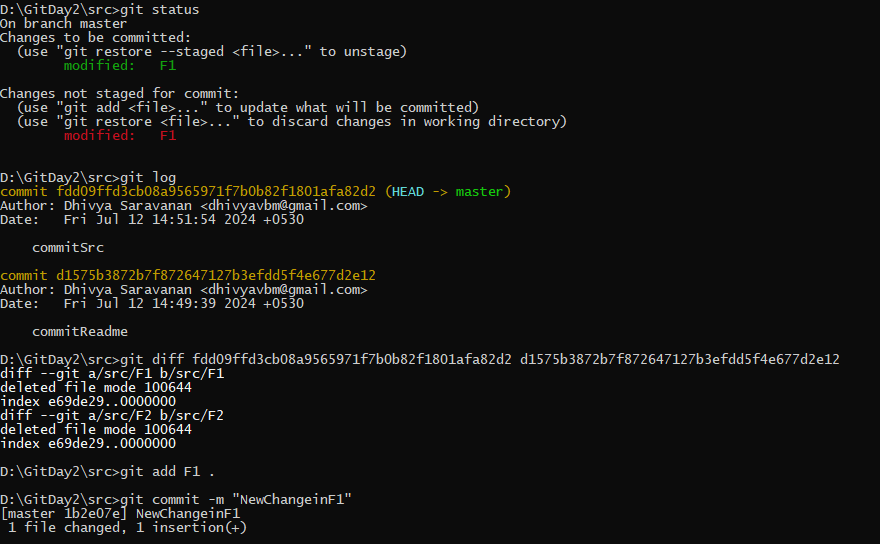 D:\GitDay2\src>git status
On branch master
Changes to be committed:
  (use "git restore --staged <file>..." to unstage)
        modified:   F1

Changes not staged for commit:
  (use "git add <file>..." to update what will be committed)
  (use "git restore <file>..." to discard changes in working directory)
        modified:   F1


D:\GitDay2\src>git log
commit fdd09ffd3cb08a9565971f7b0b82f1801afa82d2 (HEAD -> master)
Author: Dhivya Saravanan <dhivyavbm@gmail.com>
Date:   Fri Jul 12 14:51:54 2024 +0530

    commitSrc

commit d1575b3872b7f872647127b3efdd5f4e677d2e12
Author: Dhivya Saravanan <dhivyavbm@gmail.com>
Date:   Fri Jul 12 14:49:39 2024 +0530

    commitReadme

D:\GitDay2\src>git diff fdd09ffd3cb08a9565971f7b0b82f1801afa82d2 d1575b3872b7f872647127b3efdd5f4e677d2e12
diff --git a/src/F1 b/src/F1
deleted file mode 100644
index e69de29..0000000
diff --git a/src/F2 b/src/F2
deleted file mode 100644
index e69de29..0000000

D:\GitDay2\src>git add F1 .

D:\GitDay2\src>git commit -m "NewChangeinF1"
[master 1b2e07e] NewChangeinF1
 1 file changed, 1 insertion(+)